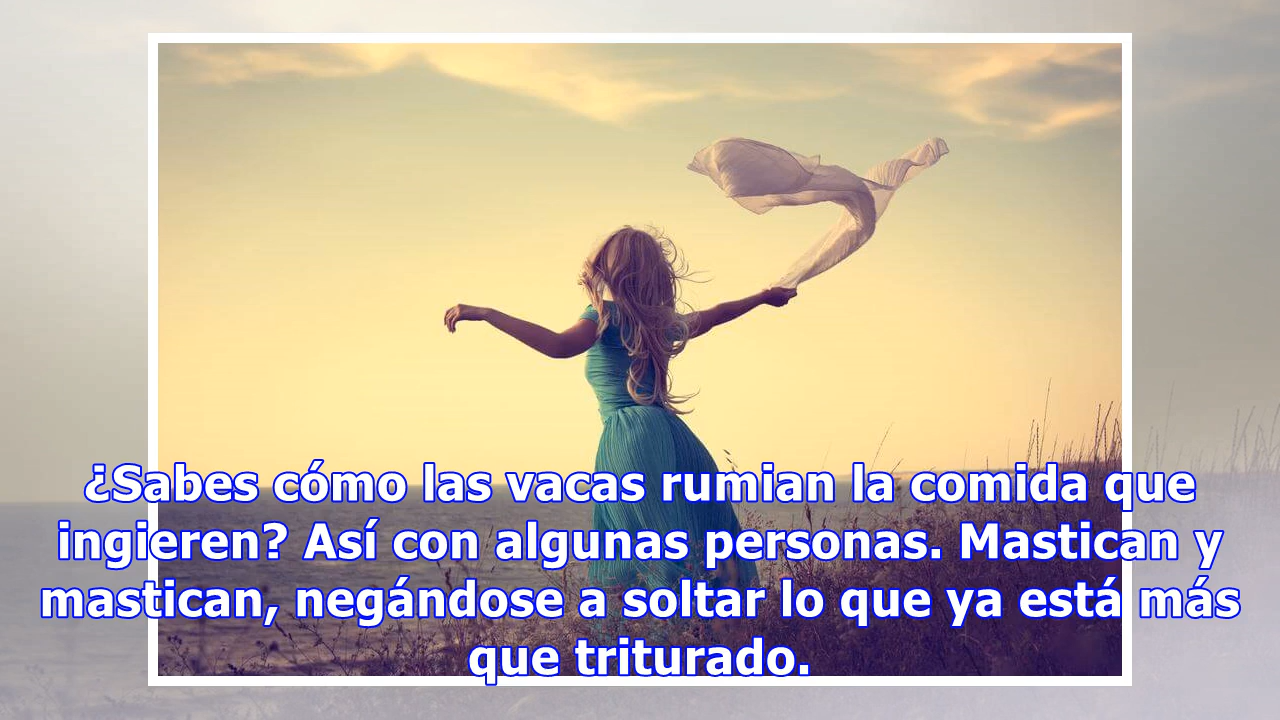 ¿Sabes cómo las vacas rumian la comida que
ingieren? Así con algunas personas. Mastican y
mastican, negándose a soltar lo que ya está más
que triturado.